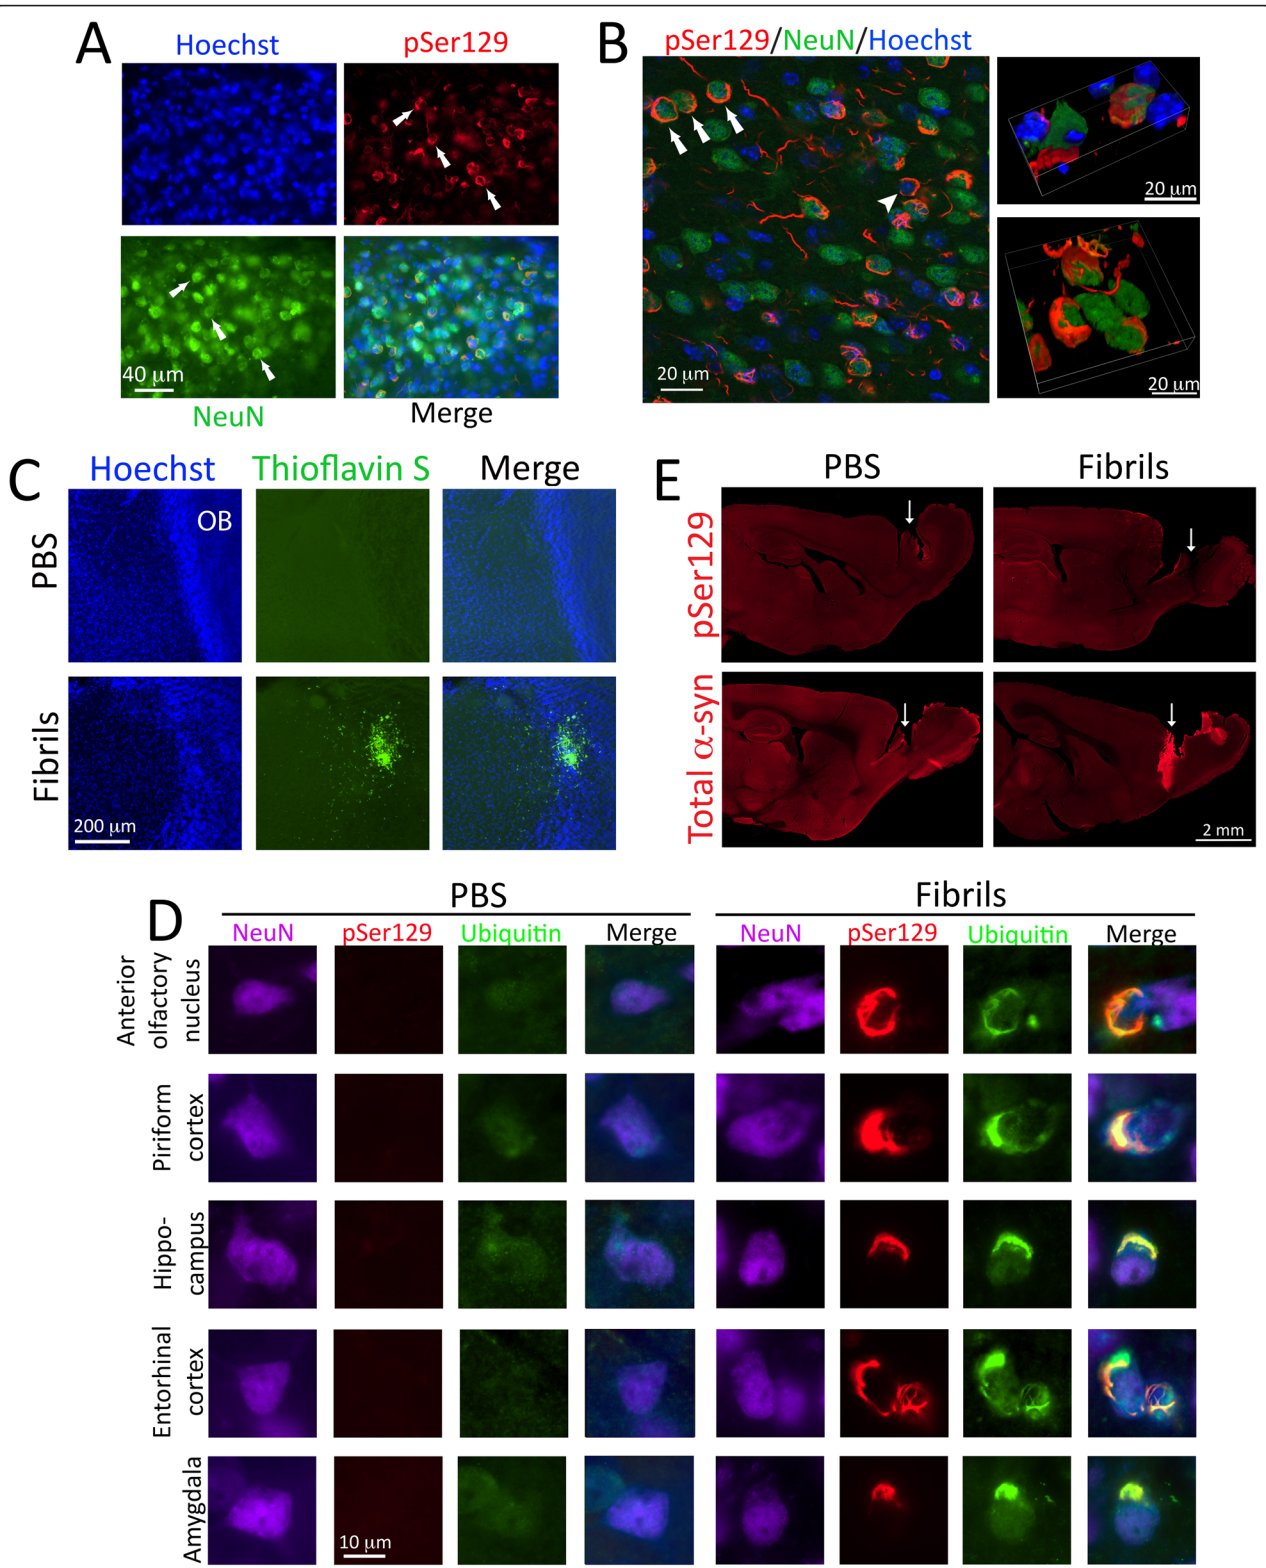 A
Hoechst
pSer129
40 μm
NeuN
Merge
B
pSer129/NeuN/Hoechst
20 μm
20 μm
20 μm
C
Hoechst
Thioflavin S
Merge
PBS
OB
Fibrils
200 μm
E
PBS
Fibrils
pSer129
Total α-syn
2 mm
D
PBS
Fibrils
NeuN
pSer129
Ubiquitin
Merge
NeuN
pSer129
Ubiquitin
Merge
Anterior
olfactory
nucleus
Piriform
cortex
Hippo-
campus
Entorhinal
cortex
Amygdala
10 μm